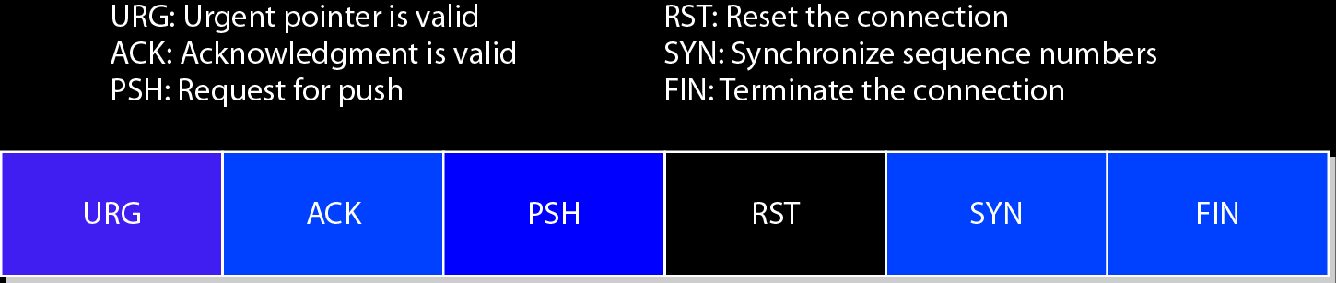 URG: Urgent pointer is valid
ACK: Acknowledgment is valid
PSH: Request for push
RST: Reset the connection
SYN: Synchronize sequence numbers
FIN: Terminate the connection
URG ACK PSH RST SYN FIN